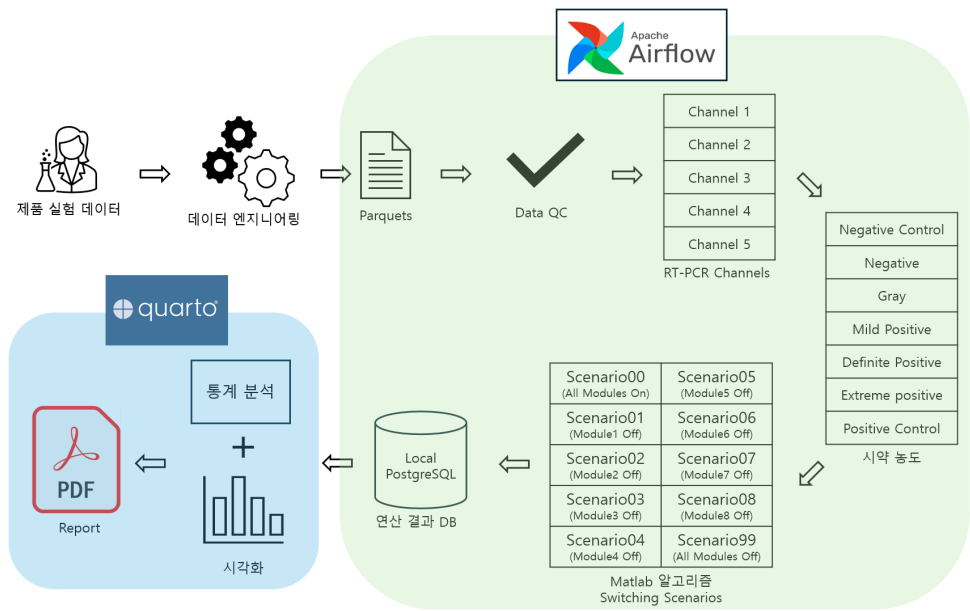 Apache
Airflow
제품 실험 데이터
데이터 엔지니어링
Parquets
Data QC
Channel 1
Channel 2
Channel 3
Channel 4
Channel 5
RT-PCR Channels
Negative Control
Negative
Gray
Mild Positive
Definite Positive
Extreme positive
Positive Control
시약 농도
Scenario00
(All Modules On)
Scenario05
(Module5 Off)
Scenario01
(Module1 Off)
Scenario06
(Module6 Off)
Scenario02
(Module2 Off)
Scenario07
(Module7 Off)
Scenario03
(Module3 Off)
Scenario08
(Module8 Off)
Scenario04
(Module4 Off)
Scenario99
(All Modules Off)
Matlab 알고리즘
Switching Scenarios
Local
PostgreSQL
연산 결과 DB
quarto
통계 분석
+
시각화
PDF
Report